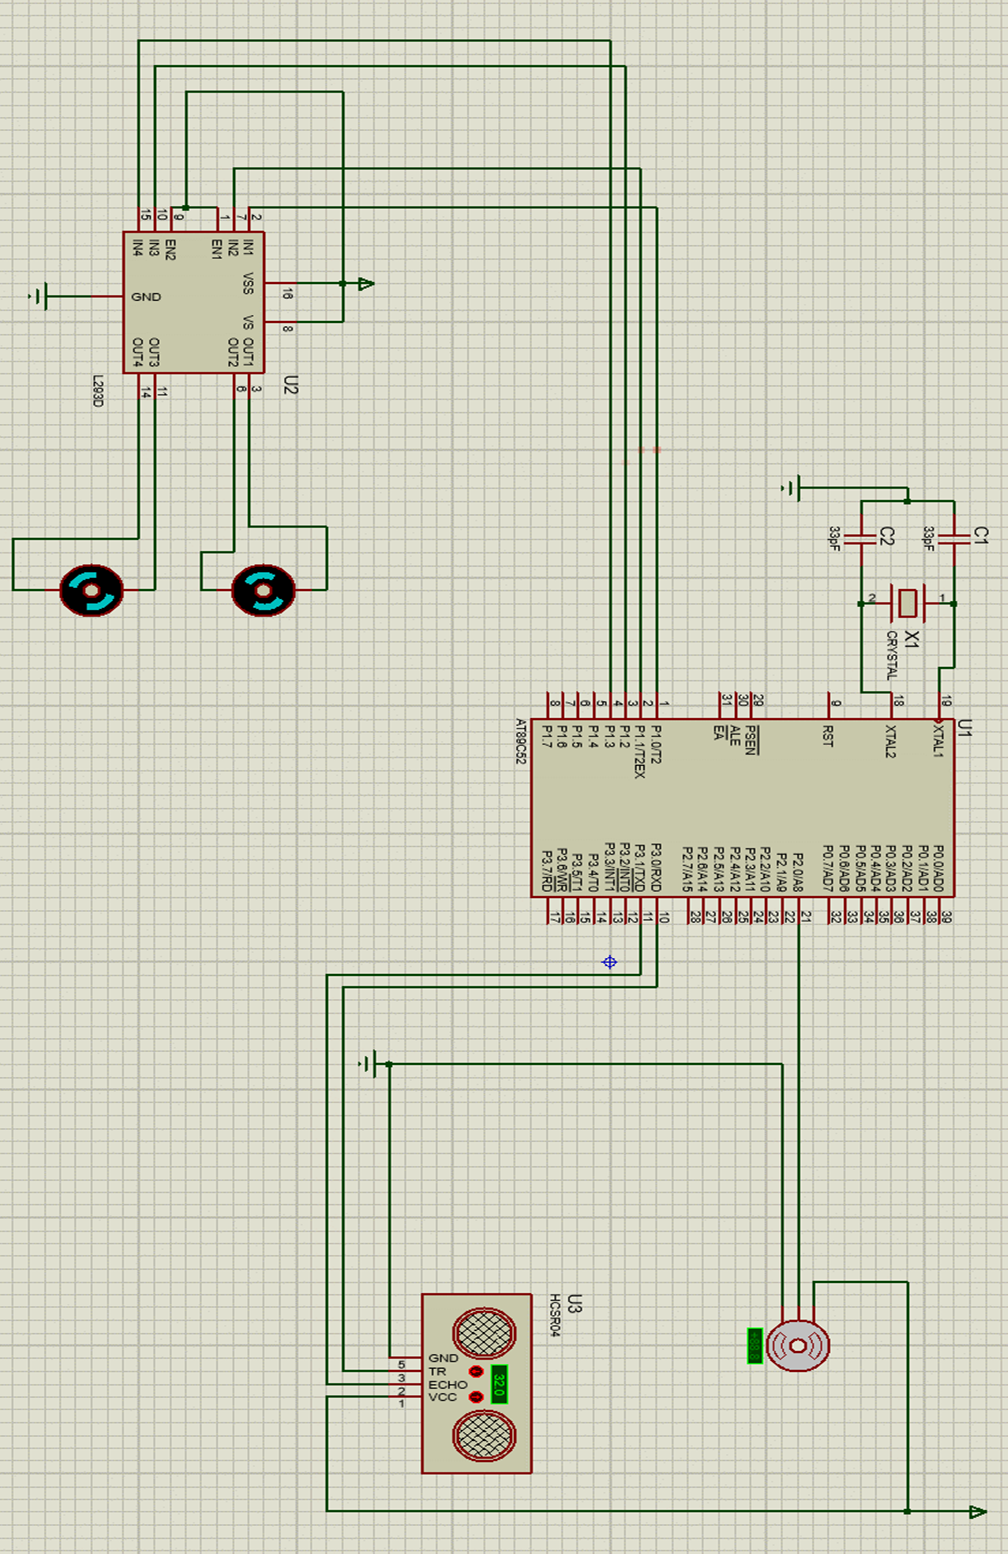 15
10
9
1
7
2
IN4
IN3
EN2
EN1
IN2
IN1
VSS
16
GND
VS
8
OUT4
OUT3
OUT2
OUT1
14
11
6
3
U2
L293D
C2
33pF
C1
33pF
2
1
X1
CRYSTAL
8
7
6
5
4
3
2
1
31
30
29
9
18
19
U1
AT89C52
P1.7
P1.6
P1.5
P1.4
P1.3
P1.2
P1.1/T2EX
P1.0/T2
EA
ALE
PSEN
RST
XTAL2
XTAL1
P3.7/RD
P3.6/WR
P3.5/T1
P3.4/T0
P3.3/INT1
P3.2/INT0
P3.1/TXD
P3.0/RXD
P2.7/A15
P2.6/A14
P2.5/A13
P2.4/A12
P2.3/A11
P2.2/A10
P2.1/A9
P2.0/A8
P0.7/AD7
P0.6/AD6
P0.5/AD5
P0.4/AD4
P0.3/AD3
P0.2/AD2
P0.1/AD1
P0.0/AD0
17
16
15
14
13
12
11
10
28
27
26
25
24
23
22
21
32
33
34
35
36
37
38
39
U3
HCSR04
GND
5
TR
3
ECHO
2
VCC
1
32.0